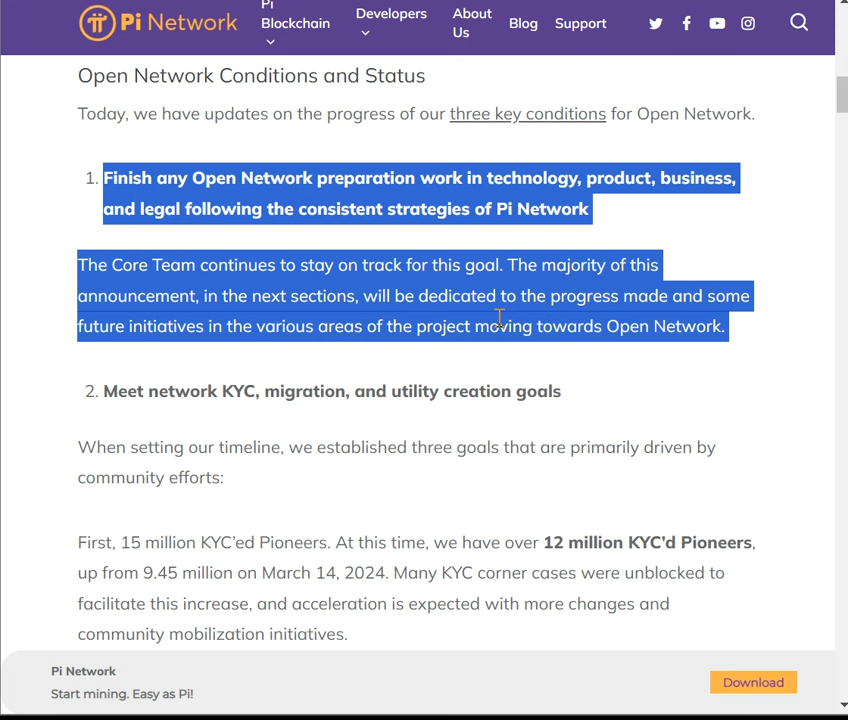 Pi Network
Pi
Blockchain
Developers
About
Us
Blog
Support
Open Network Conditions and Status
Today, we have updates on the progress of our three key conditions for Open Network.
1. Finish any Open Network preparation work in technology, product, business,
and legal following the consistent strategies of Pi Network
The Core Team continues to stay on track for this goal. The majority of this
announcement, in the next sections, will be dedicated to the progress made and some
future initiatives in the various areas of the project moving towards Open Network.
2. Meet network KYC, migration, and utility creation goals
When setting our timeline, we established three goals that are primarily driven by
community efforts:
First, 15 million KYC’ed Pioneers. At this time, we have over 12 million KYC’d Pioneers,
up from 9.45 million on March 14, 2024. Many KYC corner cases were unblocked to
facilitate this increase, and acceleration is expected with more changes and
community mobilization initiatives.
Pi Network
Start mining. Easy as Pi!
Download